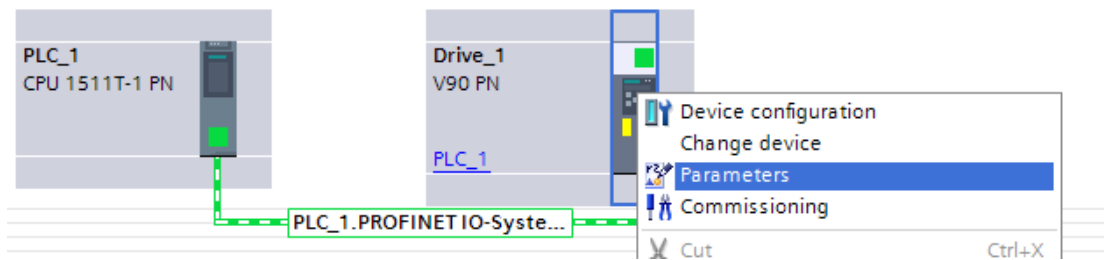 PLC_1
CPU 1511T-1 PN
Drive_1
V90 PN
PLC_1
PLC_1.PROFINET IO-Syste...
Device configuration
Change device
Parameters
Commissioning
Cut Ctrl+X